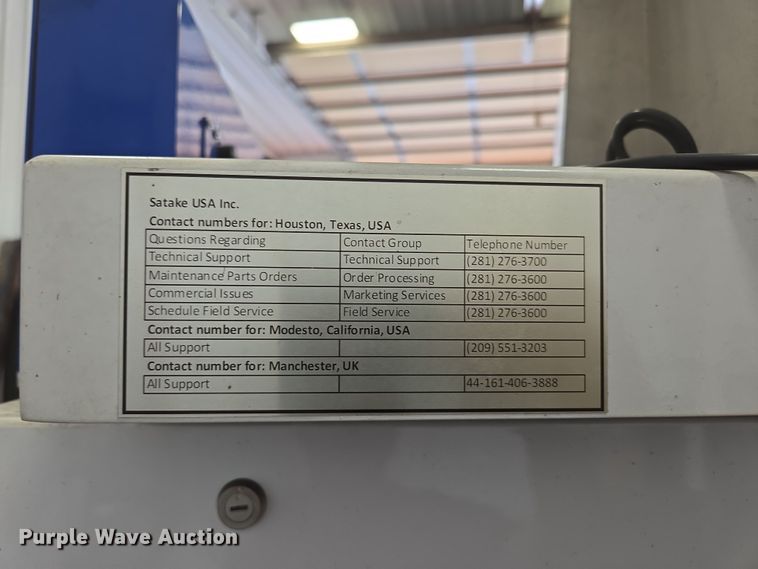 Satake USA Inc.
Contact numbers for: Houston, Texas, USA
Questions Regarding Contact Group Telephone Number
Technical Support Technical Support (281) 276-3700
Maintenance/Parts Orders Order Processing (281) 276-3600
Commercial Issues Marketing Services (281) 276-3600
Schedule Field Service Field Service (281) 276-3600
Contact number for: Modesto, California, USA
All Support (209) 551-3203
Contact number for: Manchester, UK
All Support 44-161-406-3888
Purple Wave Auction